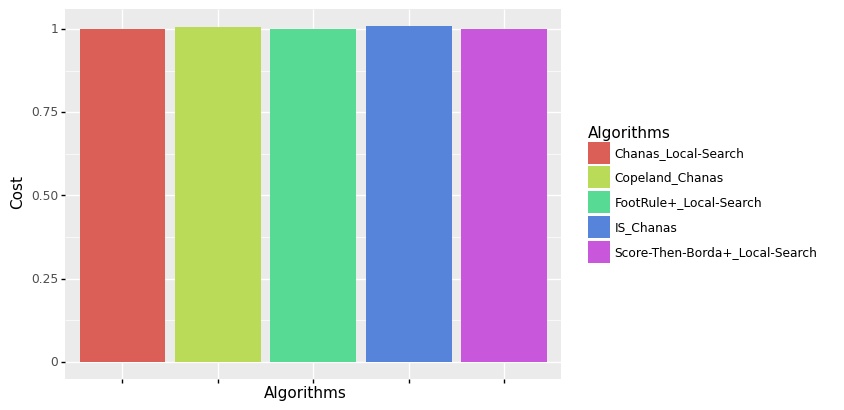 1
0.75
0.50
0.25
0
Cost
Algorithms
Algorithms
Chanas_Local-Search
Copeland_Chanas
FootRule+_Local-Search
IS_Chanas
Score-Then-Borda+_Local-Search